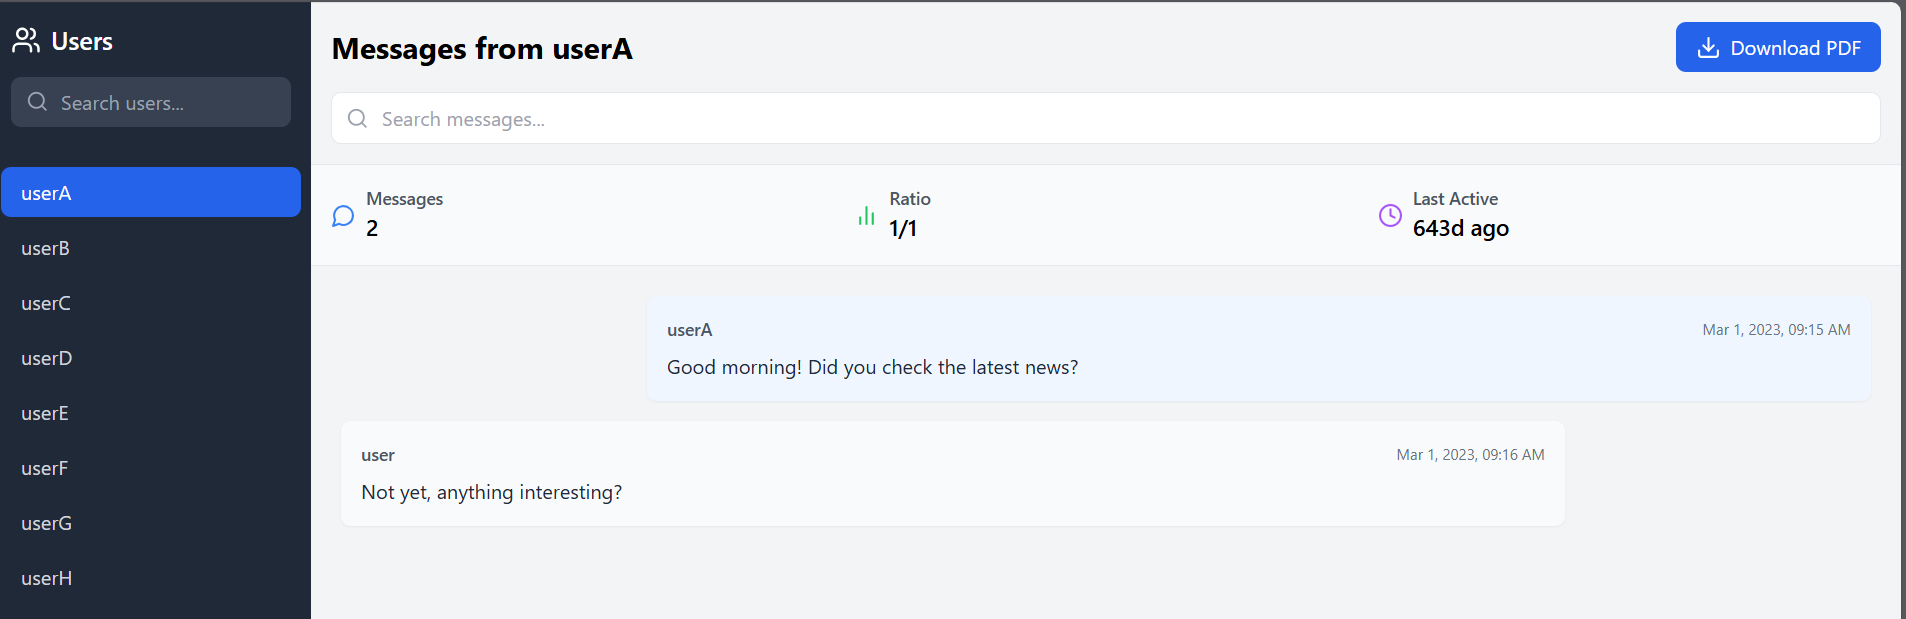 Users
Search users...
userA
userB
userC
userD
userE
userF
userG
userH
Messages from userA
Download PDF
Search messages...
Messages
2
Ratio
1/1
Last Active
643d ago
userA Mar 1, 2023, 09:15 AM
Good morning! Did you check the latest news?
user Mar 1, 2023, 09:16 AM
Not yet, anything interesting?